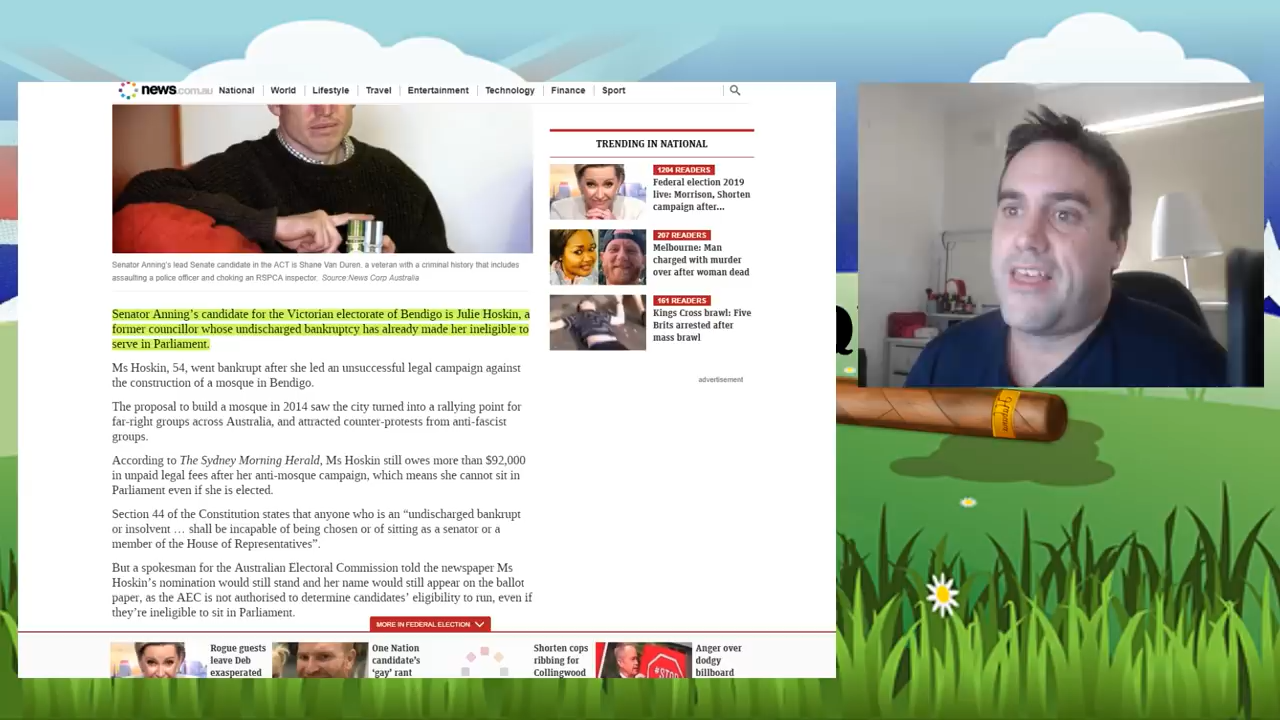 news.com.au National World Lifestyle Travel Entertainment Technology Finance Sport
Senator Anning's lead Senate candidate in the ACT is Shane Van Duren, a veteran with a criminal history that includes
assaulting a police officer and choking an RSPCA inspector. Source:News Corp Australia
Senator Anning's candidate for the Victorian electorate of Bendigo is Julie Hoskin, a
former councillor whose undischarged bankruptcy has already made her ineligible to
serve in Parliament.
Ms Hoskin, 54, went bankrupt after she led an unsuccessful legal campaign against
the construction of a mosque in Bendigo.
The proposal to build a mosque in 2014 saw the city turned into a rallying point for
far-right groups across Australia, and attracted counter-protests from anti-fascist
groups.
According to The Sydney Morning Herald, Ms Hoskin still owes more than $92,000
in unpaid legal fees after her anti-mosque campaign, which means she cannot sit in
Parliament even if she is elected.
Section 44 of the Constitution states that anyone who is an “undischarged bankrupt
or insolvent … shall be incapable of being chosen or of sitting as a senator or a
member of the House of Representatives”.
But a spokesman for the Australian Electoral Commission told the newspaper Ms
Hoskin's nomination would still stand and her name would still appear on the ballot
paper, as the AEC is not authorised to determine candidates' eligibility to run, even if
they're ineligible to sit in Parliament.
TRENDING IN NATIONAL
1204 READERS
Federal election 2019
live: Morrison, Shorten
campaign after...
207 READERS
Melbourne: Man
charged with murder
over after woman dead
161 READERS
Kings Cross brawl: Five
Brits arrested after
mass brawl
advertisement
MORE IN FEDERAL ELECTION
Rogue guests
leave Deb
exasperated
One Nation
candidate's
'gay' rant
Shorten cops
ribbing for
Collingwood
Anger over
dodgy
billboard